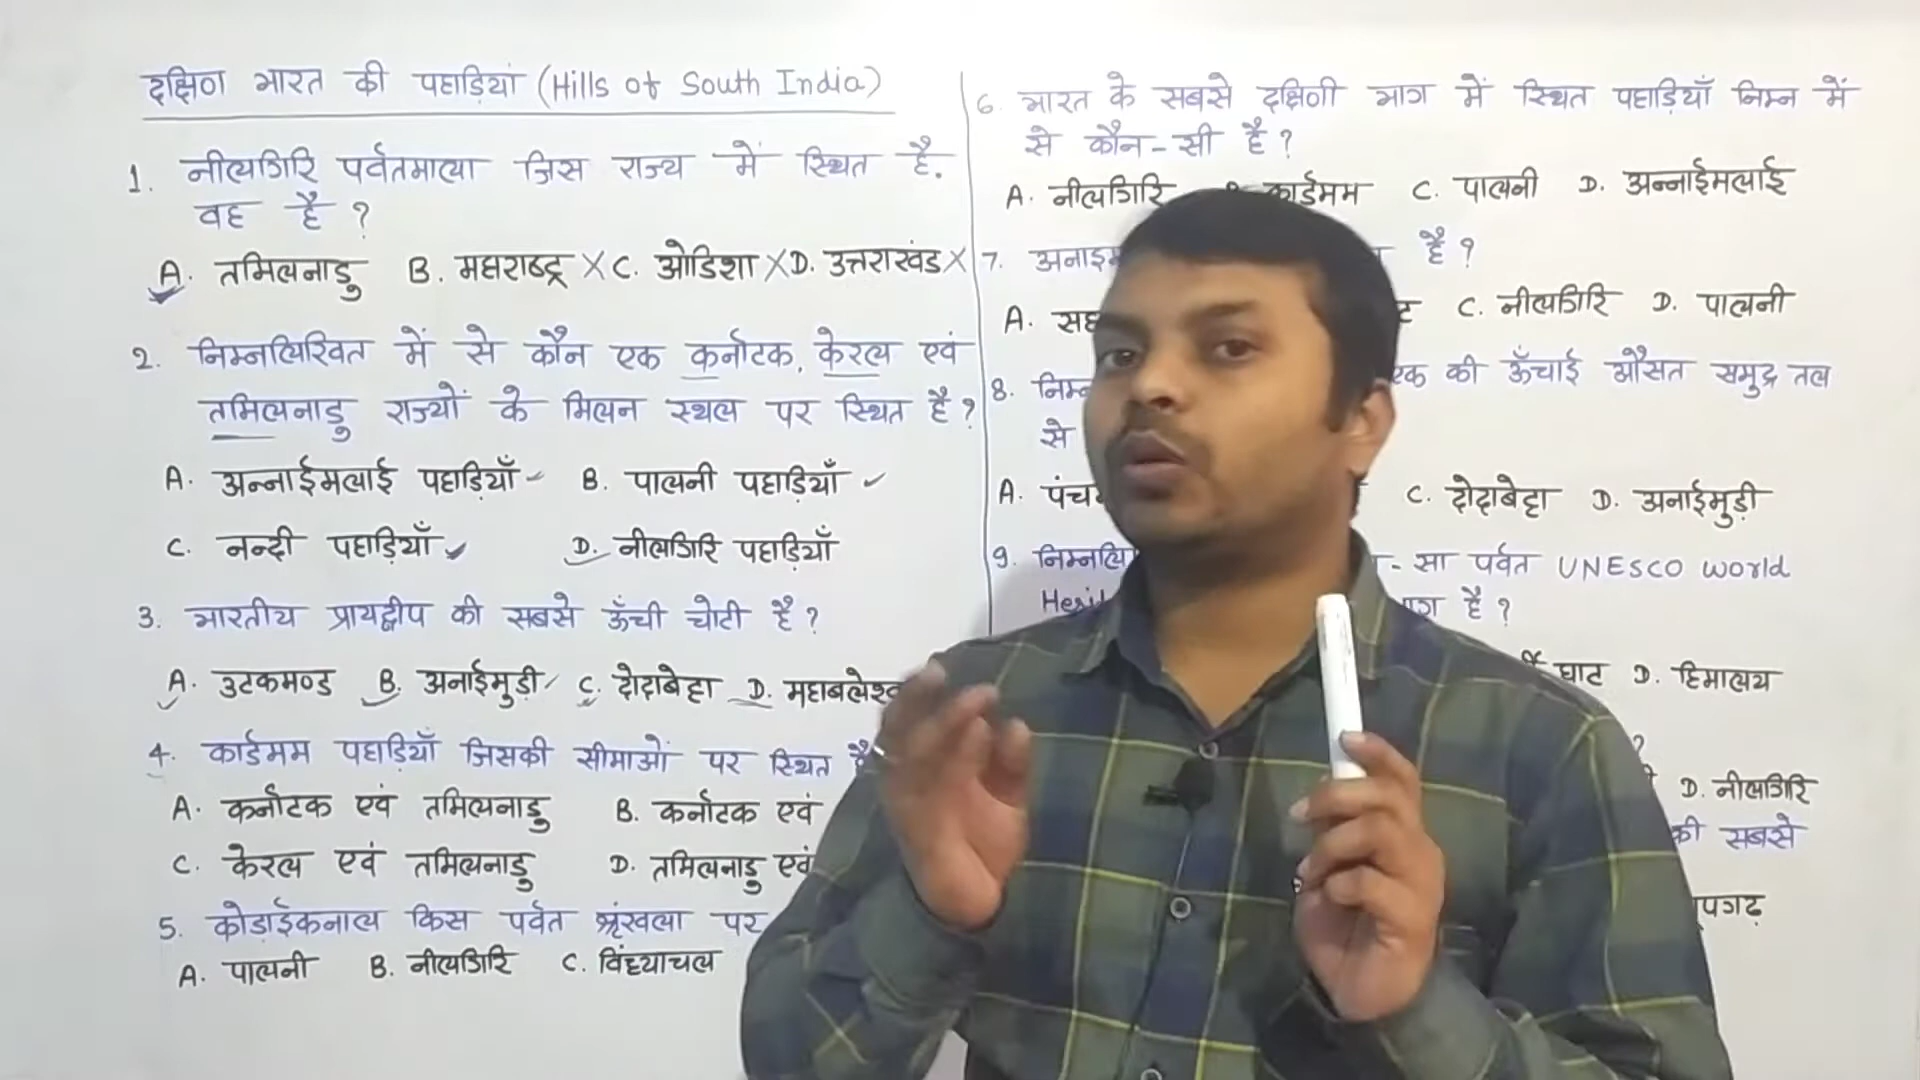 दक्षिण भारत की पहाड़ियां (Hills of South India)
1. नीलगिरि पर्वतमाला जिस राज्य में स्थित है.
वह है ?
A. तमिलनाडु B. महाराष्ट्र X C. ओडिशा X D. उत्तराखंड X
2. निम्नलिखित में से कौन एक कर्नाटक, केरल एवं
तमिलनाडु राज्यों के मिलन स्थल पर स्थित है ?
A. अन्नाईमलाई पहाड़ियाँ B. पालनी पहाड़ियाँ
C. नन्दी पहाड़ियाँ D. नीलगिरि पहाड़ियाँ
3. भारतीय प्रायद्वीप की सबसे ऊँची चोटी है ?
A. उटकमण्ड B. अनाईमुड़ी C. दोदाबेट्टा D. महाबलेश्व
4. कार्डमम पहाड़ियाँ जिसकी सीमाओं पर स्थित है
A. कर्नाटक एवं तमिलनाडु B. कर्नाटक एवं
C. केरल एवं तमिलनाडु D. तमिलनाडु एवं
5. कोडाईकनाल किस पर्वत श्रृंखला पर
A. पालनी B. नीलगिरि C. विंध्याचल
6. भारत के सबसे दक्षिणी भाग में स्थित पहाड़ियाँ निम्न में
से कौन-सी है ?
A. नीलगिरि कार्डमम C. पालनी D. अन्नाईमलाई
7. है ?
A. C. नीलगिरि D. पालनी
8. की ऊँचाई औसत समुद्र तल
से
A. C. दोदाबेट्टा D. अनाईमुड़ी
9. - सा पर्वत UNESCO World
है ?
घाट D. हिमालय
?
D. नीलगिरि
की सबसे